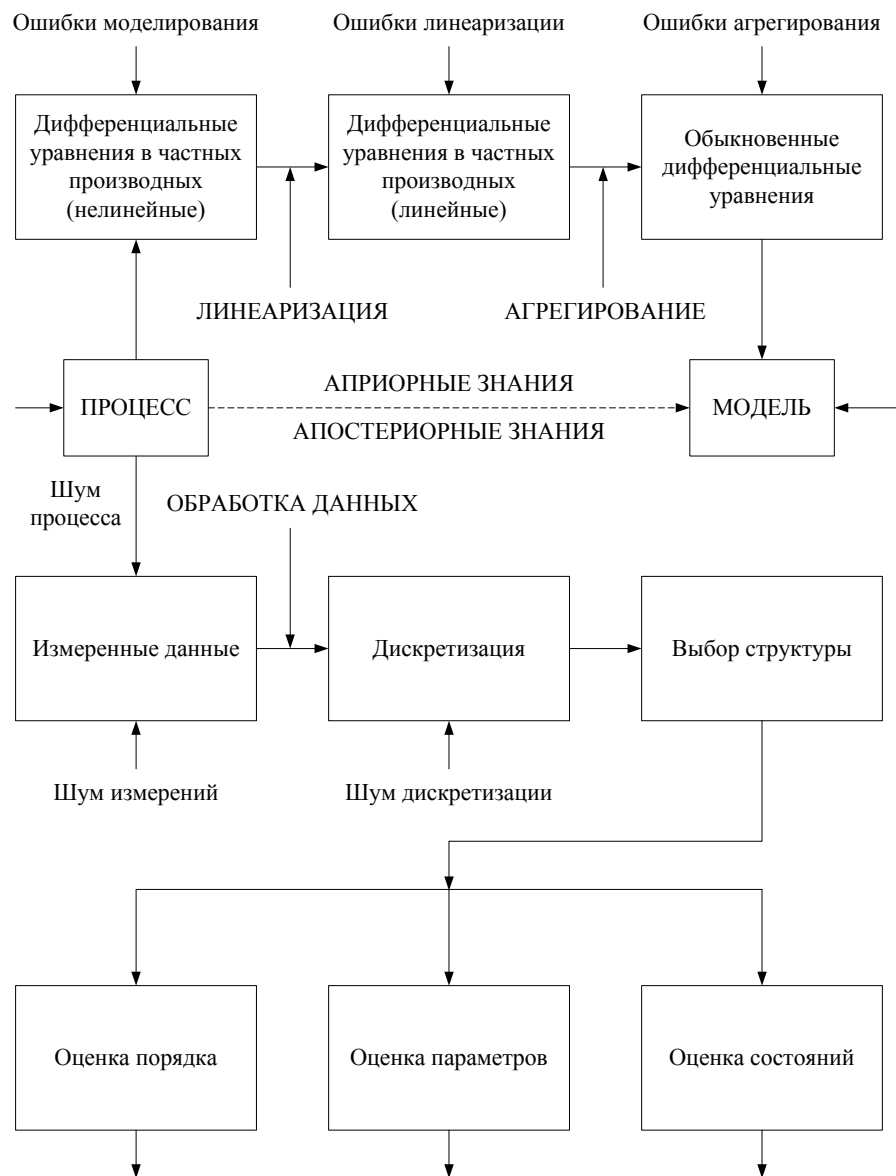 Ошибки моделирования
Ошибки линеаризации
Ошибки агрегирования
Дифференциальные
уравнения в частных
производных
(нелинейные)
Дифференциальные
уравнения в частных
производных
(линейные)
Обыкновенные
дифференциальные
уравнения
ЛИНЕАРИЗАЦИЯ
АГРЕГИРОВАНИЕ
ПРОЦЕСС
АПРИОРНЫЕ ЗНАНИЯ
АПОСТЕРИОРНЫЕ ЗНАНИЯ
МОДЕЛЬ
Шум
процесса
ОБРАБОТКА ДАННЫХ
Измеренные данные
Дискретизация
Выбор структуры
Шум измерений
Шум дискретизации
Оценка порядка
Оценка параметров
Оценка состояний